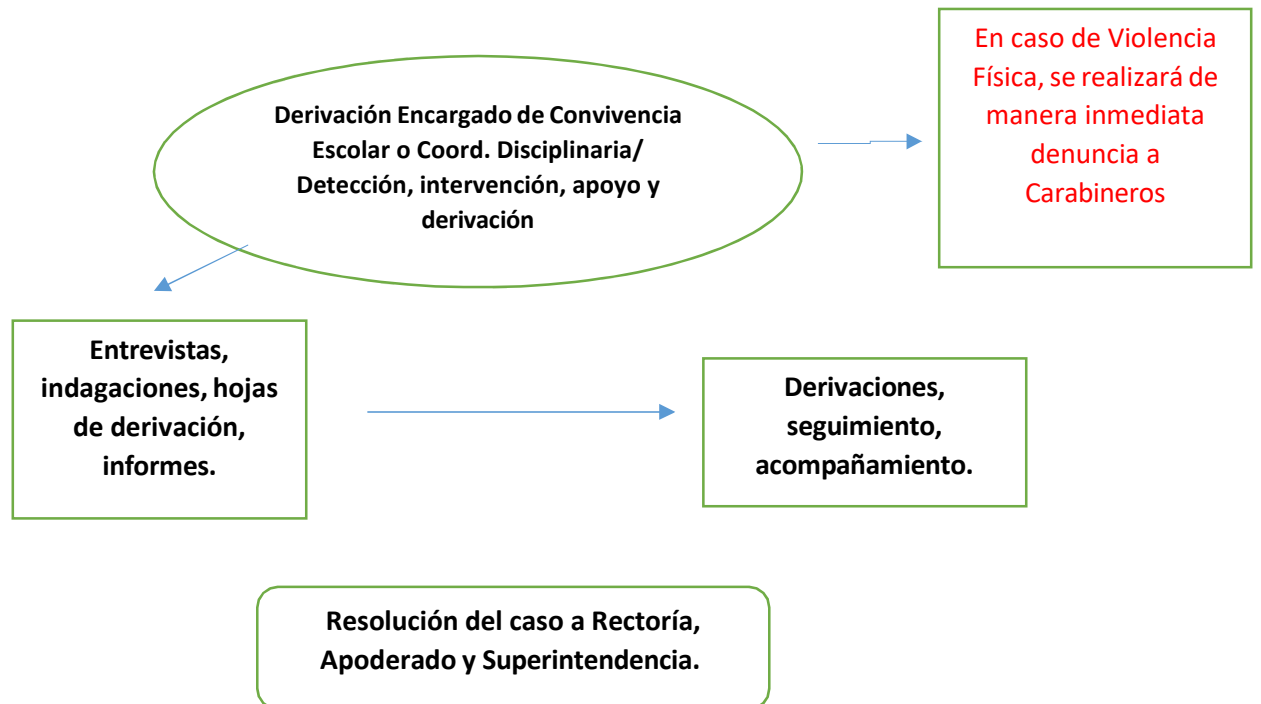 Derivación Encargado de Convivencia
Escolar o Coord. Disciplinaria/
Detección, intervención, apoyo y
derivación
En caso de Violencia
Física, se realizará de
manera inmediata
denuncia a
Carabineros
Entrevistas,
indagaciones, hojas
de derivación,
informes.
Derivaciones,
seguimiento,
acompañamiento.
Resolución del caso a Rectoría,
Apoderado y Superintendencia.